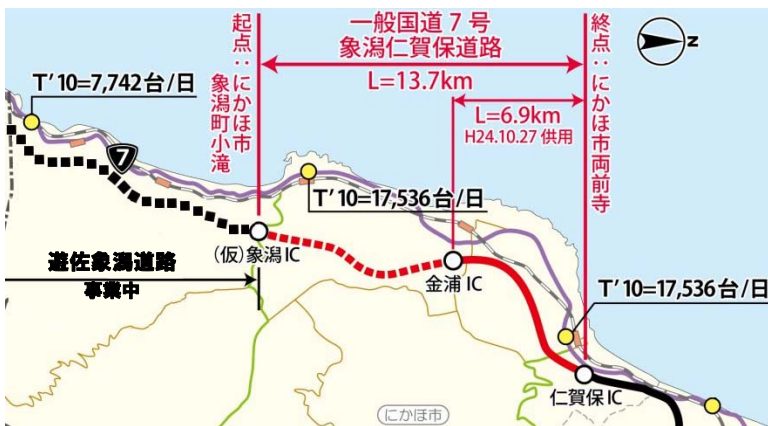 一般国道７号
象潟仁賀保道路
L=13.7km
起点：にかほ市
象潟町小滝
終点：にかほ市両前寺
N
T'10=7,742台/日
L=6.9km
H24.10.27 供用
7
T'10=17,536台/日
(仮)象潟IC
金浦IC
遊佐象潟道路
事業中
T'10=17,536台/日
仁賀保IC
にかほ市